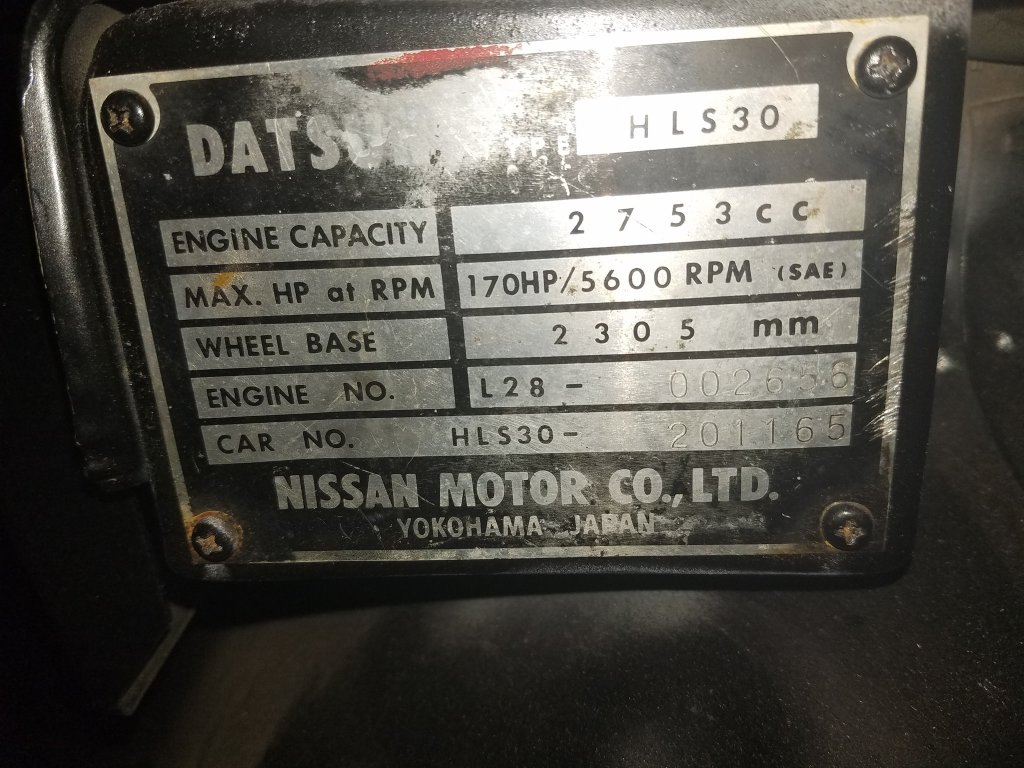 DATSUN TYPE HLS30
ENGINE CAPACITY 2753cc
MAX. HP at RPM 170HP/5600 RPM (SAE)
WHEEL BASE 2305 mm
ENGINE NO. L28- 002656
CAR NO. HLS30- 201165
NISSAN MOTOR CO., LTD.
YOKOHAMA JAPAN